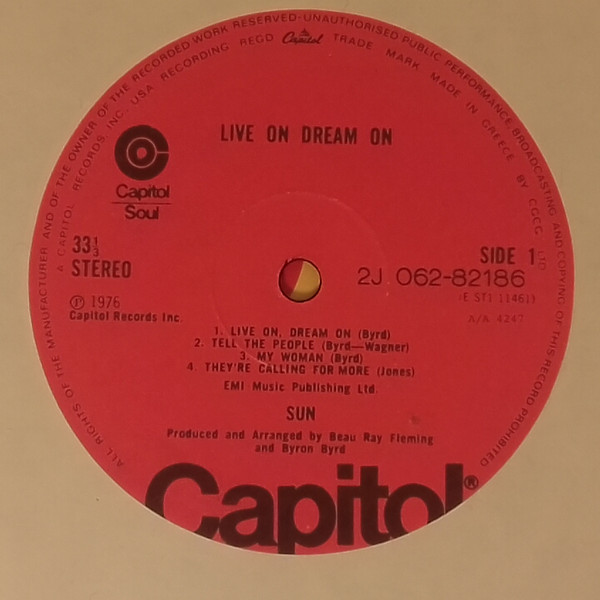 ALL RIGHTS OF THE MANUFACTURER AND OF THE OWNER OF THE RECORDED WORK RESERVED-UNAUTHORISED PUBLIC PERFORMANCE BROADCASTING AND COPYING OF THIS RECORD PROHIBITED
A CAPITOL RECORDS INC. USA RECORDING REGD Capitol TRADE MARK MADE IN GREECE BY CGCG LTD
LIVE ON DREAM ON
Capitol
Soul
33 1/3
STEREO
SIDE 1
2J 062-82186
(E ST1 11461)
X/A 4247
Ⓟ 1976
Capitol Records Inc.
1. LIVE ON, DREAM ON (Byrd)
2. TELL THE PEOPLE (Byrd—Wagner)
3. MY WOMAN (Byrd)
4. THEY'RE CALLING FOR MORE (Jones)
EMI Music Publishing Ltd.
SUN
Produced and Arranged by Beau Ray Fleming
and Byron Byrd
Capitol®